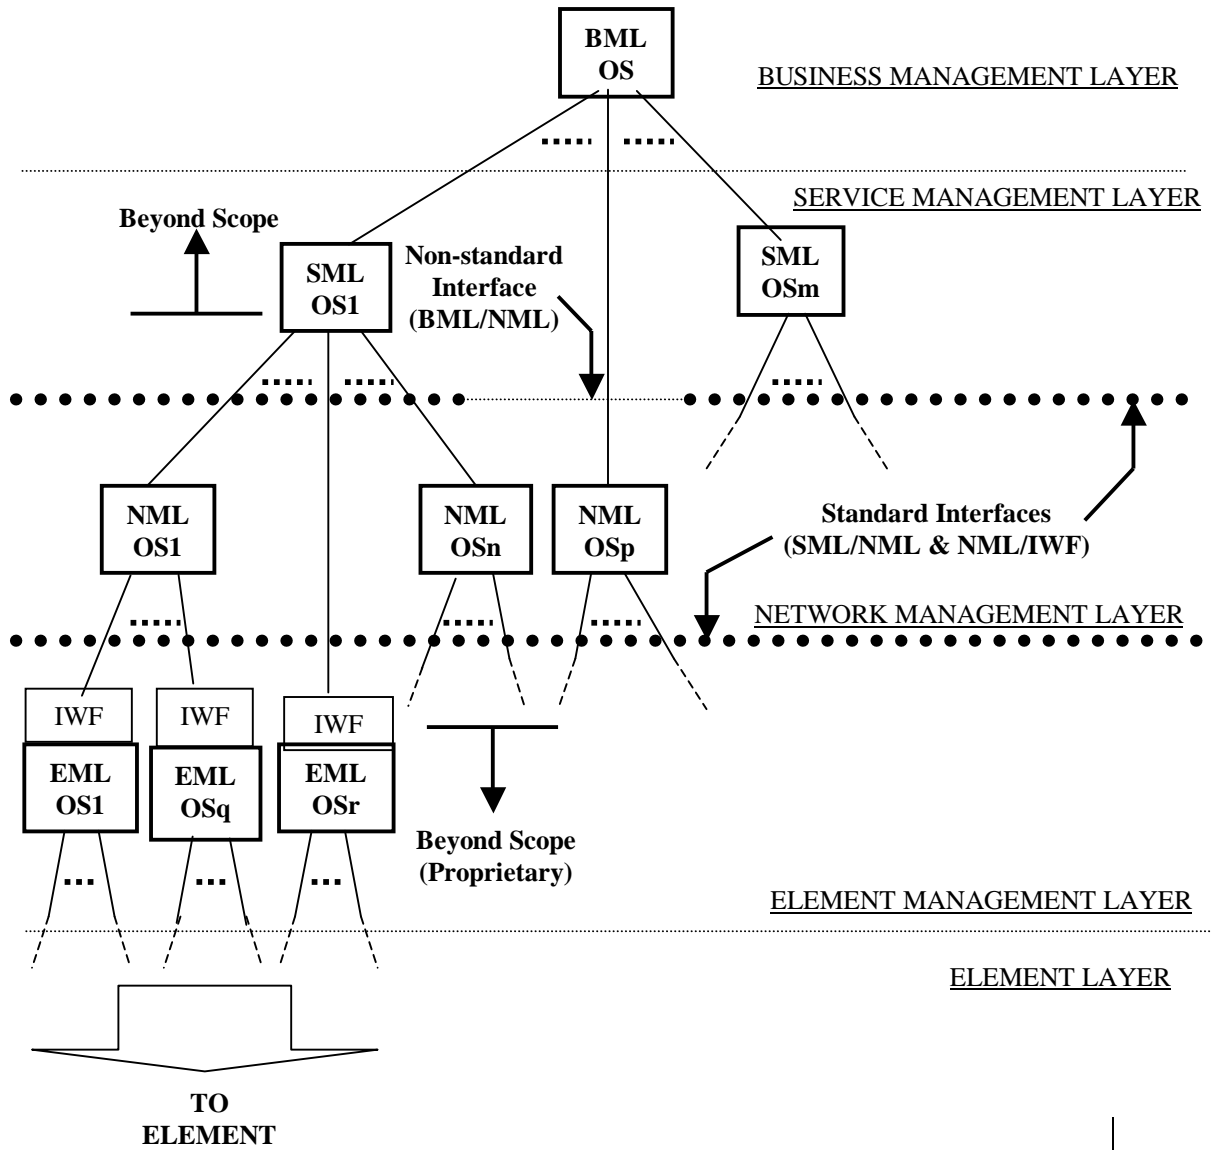 BML
OS
BUSINESS MANAGEMENT LAYER
SERVICE MANAGEMENT LAYER
Beyond Scope
SML
OS1
Non-standard
Interface
(BML/NML)
SML
OSm
NML
OS1
NML
OSn
NML
OSp
Standard Interfaces
(SML/NML & NML/IWF)
NETWORK MANAGEMENT LAYER
IWF
IWF
IWF
EML
OS1
EML
OSq
EML
OSr
Beyond Scope
(Proprietary)
ELEMENT MANAGEMENT LAYER
ELEMENT LAYER
TO
ELEMENT